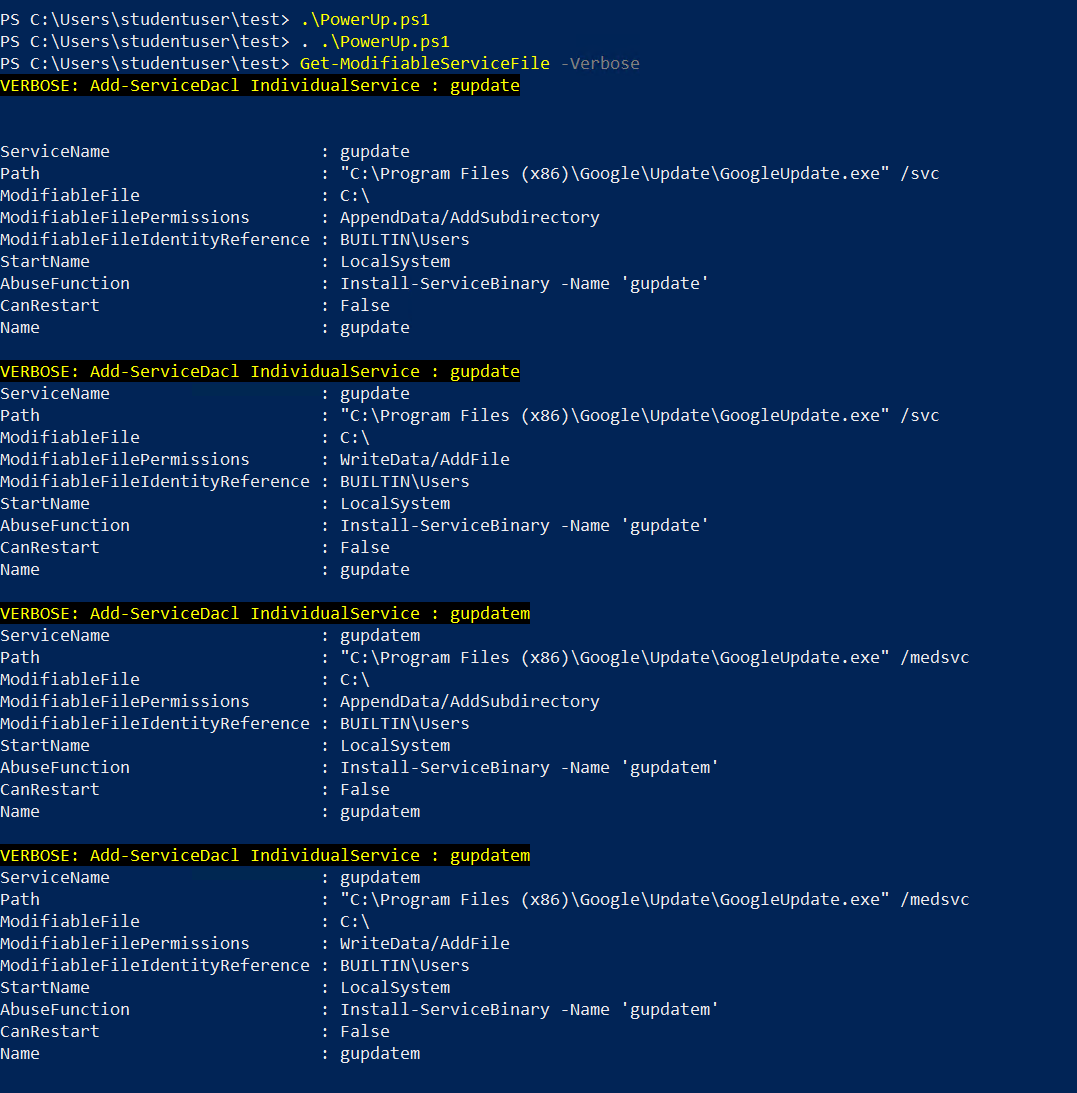 PS C:\Users\studentuser\test> .\PowerUp.ps1
PS C:\Users\studentuser\test> . .\PowerUp.ps1
PS C:\Users\studentuser\test> Get-ModifiableServiceFile -Verbose
VERBOSE: Add-ServiceDacl IndividualService : gupdate
ServiceName : gupdate
Path : "C:\Program Files (x86)\Google\Update\GoogleUpdate.exe" /svc
ModifiableFile : C:\
ModifiableFilePermissions : AppendData/AddSubdirectory
ModifiableFileIdentityReference : BUILTIN\Users
StartName : LocalSystem
AbuseFunction : Install-ServiceBinary -Name 'gupdate'
CanRestart : False
Name : gupdate
VERBOSE: Add-ServiceDacl IndividualService : gupdate
ServiceName : gupdate
Path : "C:\Program Files (x86)\Google\Update\GoogleUpdate.exe" /svc
ModifiableFile : C:\
ModifiableFilePermissions : WriteData/AddFile
ModifiableFileIdentityReference : BUILTIN\Users
StartName : LocalSystem
AbuseFunction : Install-ServiceBinary -Name 'gupdate'
CanRestart : False
Name : gupdate
VERBOSE: Add-ServiceDacl IndividualService : gupdatem
ServiceName : gupdatem
Path : "C:\Program Files (x86)\Google\Update\GoogleUpdate.exe" /medsvc
ModifiableFile : C:\
ModifiableFilePermissions : AppendData/AddSubdirectory
ModifiableFileIdentityReference : BUILTIN\Users
StartName : LocalSystem
AbuseFunction : Install-ServiceBinary -Name 'gupdatem'
CanRestart : False
Name : gupdatem
VERBOSE: Add-ServiceDacl IndividualService : gupdatem
ServiceName : gupdatem
Path : "C:\Program Files (x86)\Google\Update\GoogleUpdate.exe" /medsvc
ModifiableFile : C:\
ModifiableFilePermissions : WriteData/AddFile
ModifiableFileIdentityReference : BUILTIN\Users
StartName : LocalSystem
AbuseFunction : Install-ServiceBinary -Name 'gupdatem'
CanRestart : False
Name : gupdatem